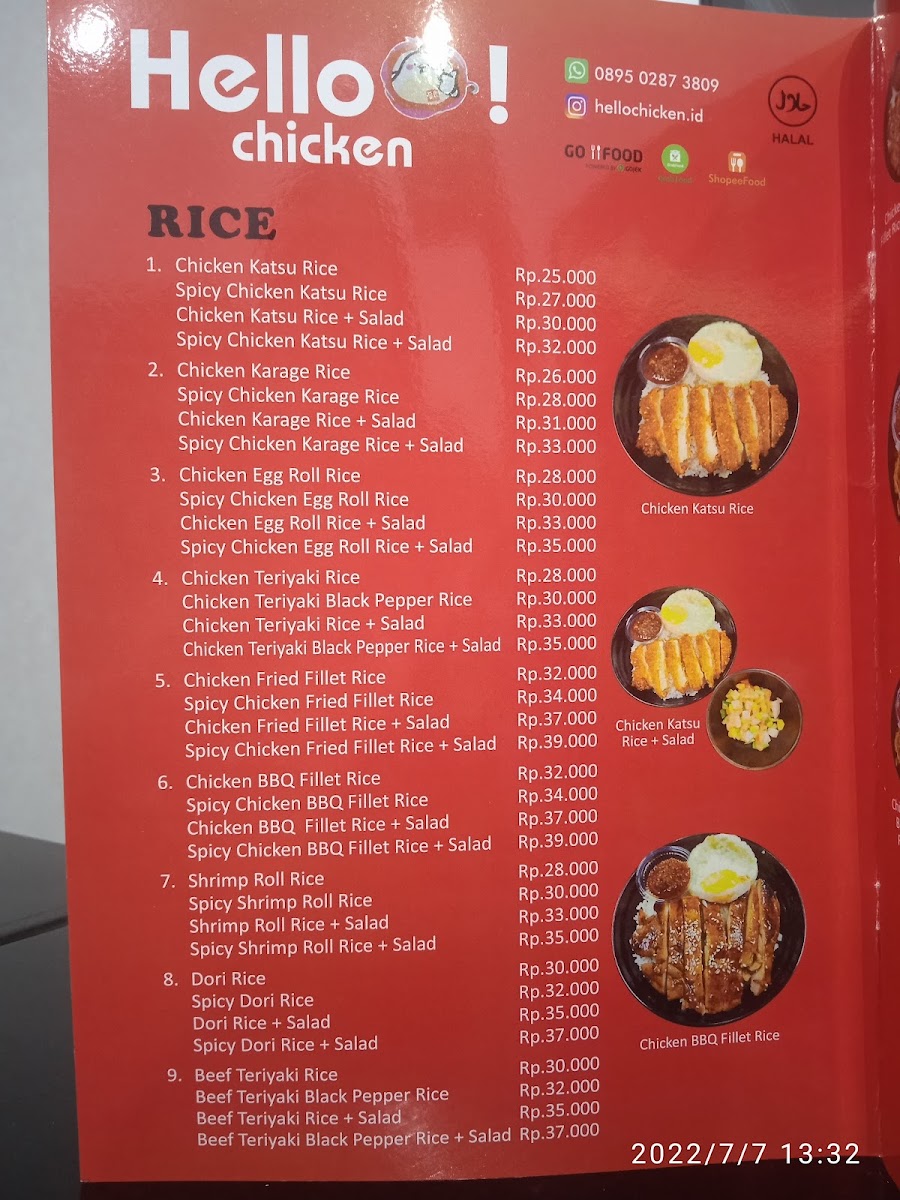 Hello !
chicken
0895 0287 3809
hellochicken.id
حلال
HALAL
GO FOOD
ShopeeFood
RICE
1. Chicken Katsu Rice Rp.25.000
Spicy Chicken Katsu Rice Rp.27.000
Chicken Katsu Rice + Salad Rp.30.000
Spicy Chicken Katsu Rice + Salad Rp.32.000
2. Chicken Karage Rice Rp.26.000
Spicy Chicken Karage Rice Rp.28.000
Chicken Karage Rice + Salad Rp.31.000
Spicy Chicken Karage Rice + Salad Rp.33.000
3. Chicken Egg Roll Rice Rp.28.000
Spicy Chicken Egg Roll Rice Rp.30.000
Chicken Egg Roll Rice + Salad Rp.33.000
Spicy Chicken Egg Roll Rice + Salad Rp.35.000
4. Chicken Teriyaki Rice Rp.28.000
Chicken Teriyaki Black Pepper Rice Rp.30.000
Chicken Teriyaki Rice + Salad Rp.33.000
Chicken Teriyaki Black Pepper Rice + Salad Rp.35.000
5. Chicken Fried Fillet Rice Rp.32.000
Spicy Chicken Fried Fillet Rice Rp.34.000
Chicken Fried Fillet Rice + Salad Rp.37.000
Spicy Chicken Fried Fillet Rice + Salad Rp.39.000
6. Chicken BBQ Fillet Rice Rp.32.000
Spicy Chicken BBQ Fillet Rice Rp.34.000
Chicken BBQ Fillet Rice + Salad Rp.37.000
Spicy Chicken BBQ Fillet Rice + Salad Rp.39.000
7. Shrimp Roll Rice Rp.28.000
Spicy Shrimp Roll Rice Rp.30.000
Shrimp Roll Rice + Salad Rp.33.000
Spicy Shrimp Roll Rice + Salad Rp.35.000
8. Dori Rice Rp.30.000
Spicy Dori Rice Rp.32.000
Dori Rice + Salad Rp.35.000
Spicy Dori Rice + Salad Rp.37.000
9. Beef Teriyaki Rice Rp.30.000
Beef Teriyaki Black Pepper Rice Rp.32.000
Beef Teriyaki Rice + Salad Rp.35.000
Beef Teriyaki Black Pepper Rice + Salad Rp.37.000
Chicken Katsu Rice
Chicken Katsu
Rice + Salad
Chicken BBQ Fillet Rice
2022/7/7 13:32